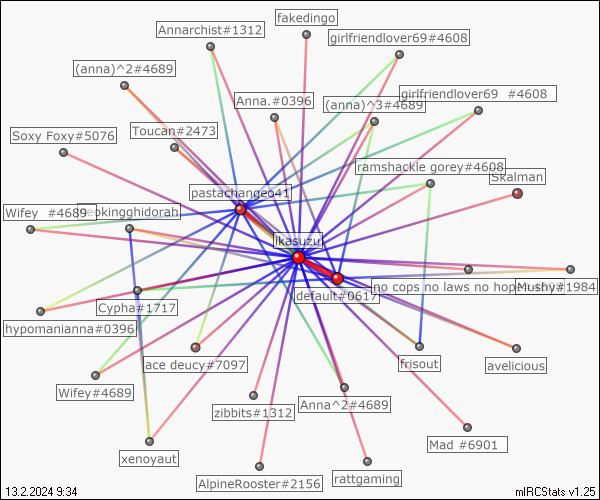 fakedingo
Annarchist#1312
girlfriendlover69#4608
(anna)^2#4689
girlfriendlover69 #4608
Anna.#0396
(anna)^3#4689
Toucan#2473
Soxy Foxy#5076
ramshackle gorey#4608
Skalman
pastachangeo41
Wifey #4689
eepkingghidorah
ikasuzu
no cops no laws no hope
Mushy#1984
default#0617
Cypha#1717
hypomanianna#0396
ace deucy#7097
frisout
avelicious
Wifey#4689
Anna^2#4689
zibbits#1312
Mad #6901
xenoyaut
rattgaming
AlpineRooster#2156
13.2.2024 9:34
mIRCStats v1.25